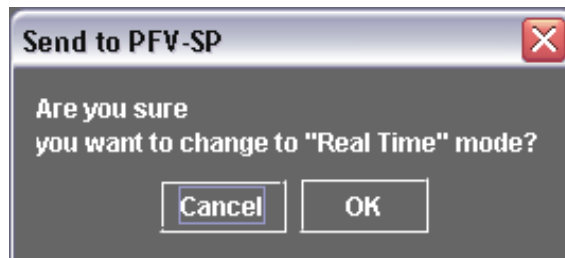 Send to PFV-SP
Are you sure
you want to change to "Real Time" mode?
Cancel OK